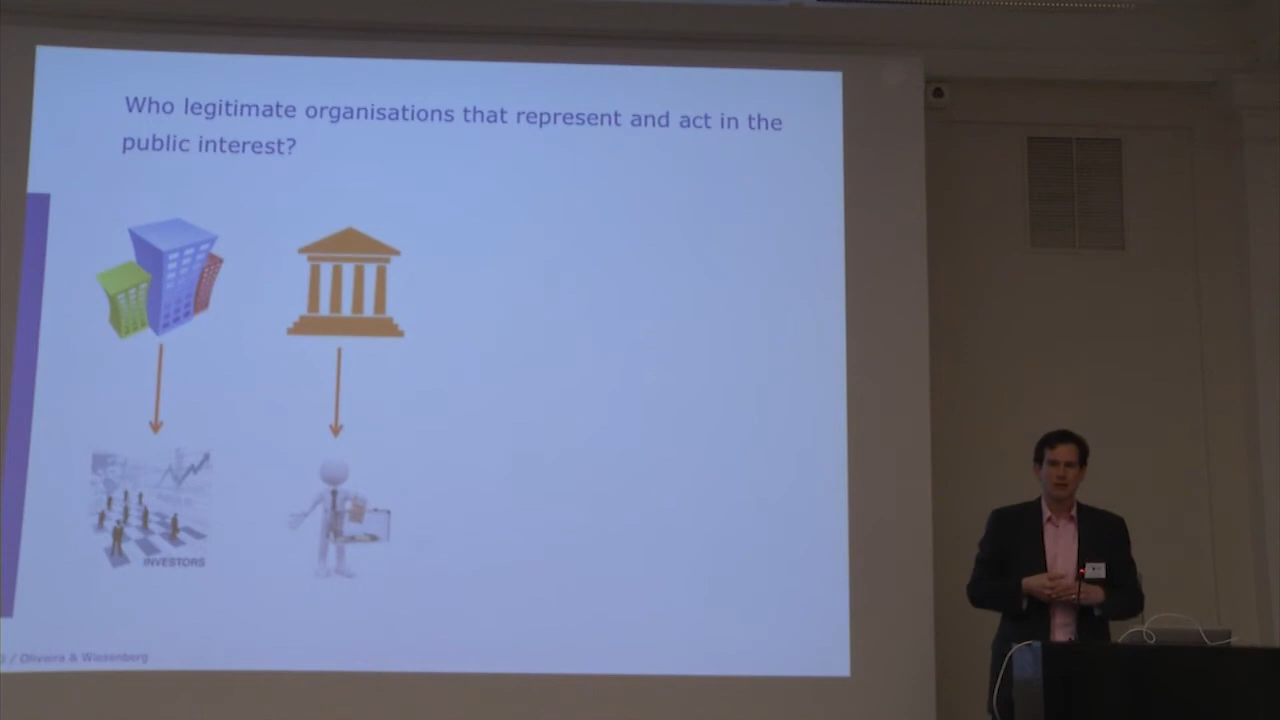 Who legitimate organisations that represent and act in the
public interest?
INVESTORS
/ Oliveira & Wiesenberg